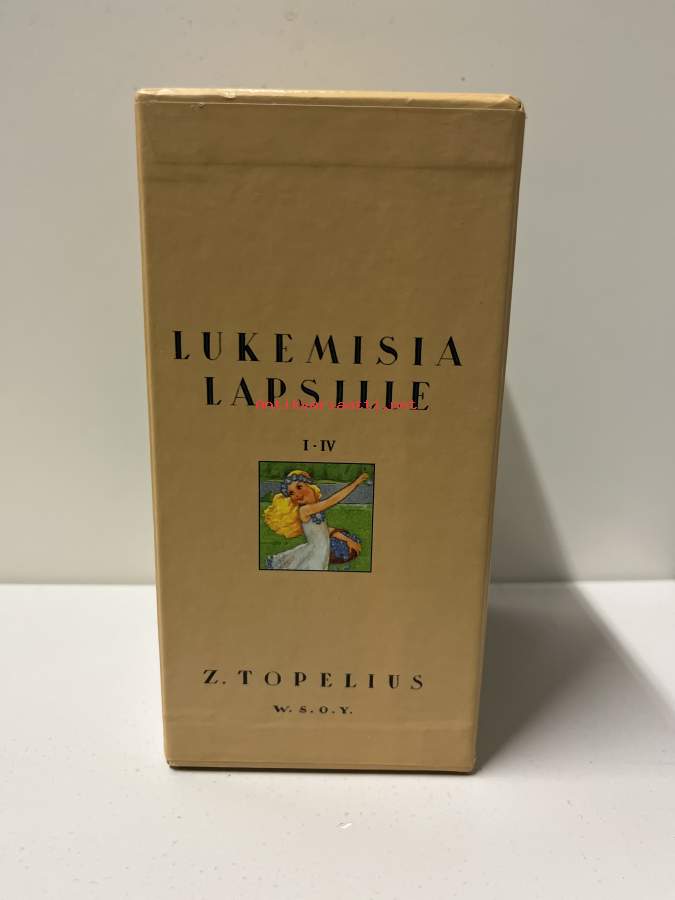 LUKEMISIA
LAPSILLE
I-IV
Z. TOPELIUS
W.S.O.Y.